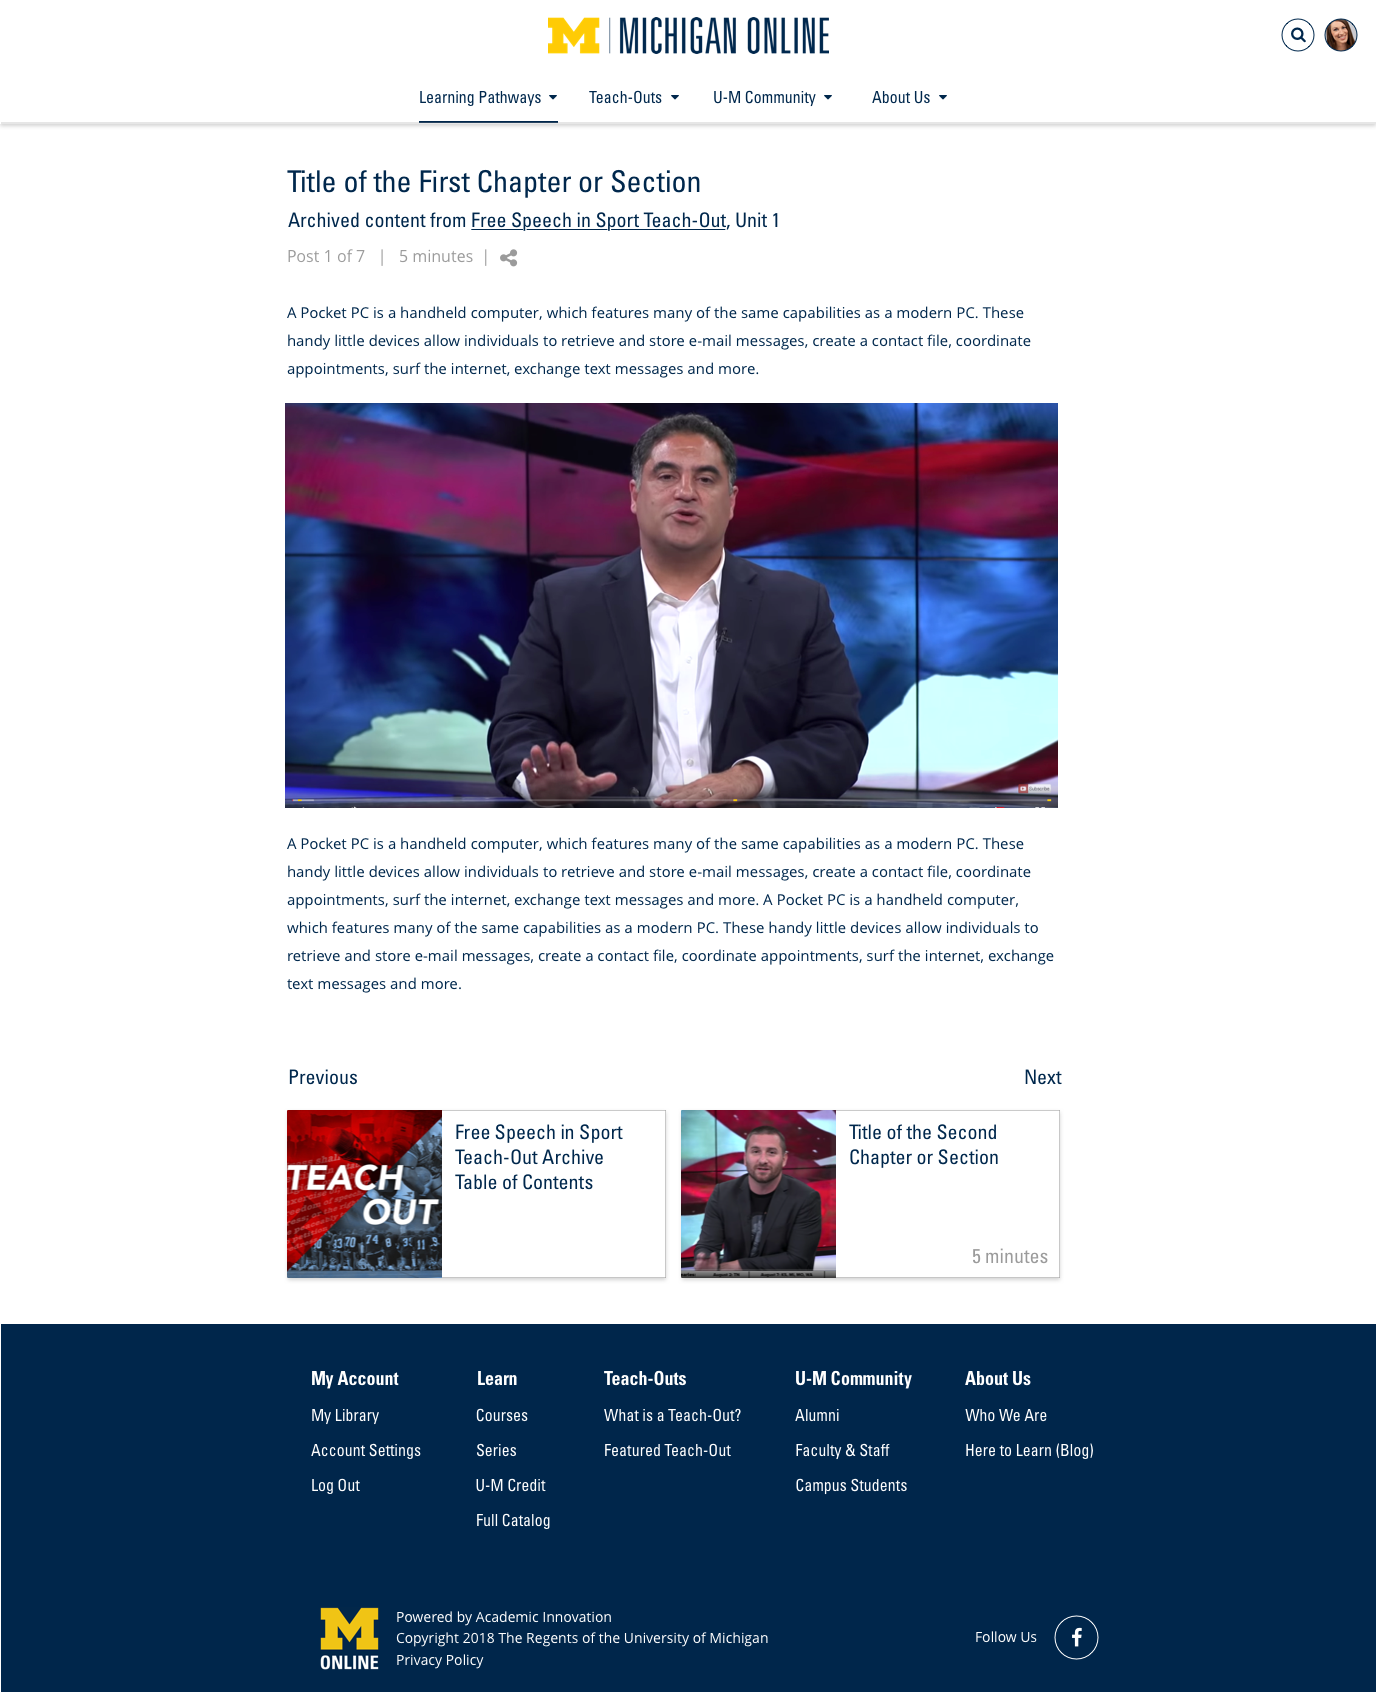 M | MICHIGAN ONLINE
Learning Pathways
Teach-Outs
U-M Community
About Us
Title of the First Chapter or Section
Archived content from Free Speech in Sport Teach-Out, Unit 1
Post 1 of 7 | 5 minutes |
A Pocket PC is a handheld computer, which features many of the same capabilities as a modern PC. These
handy little devices allow individuals to retrieve and store e-mail messages, create a contact file, coordinate
appointments, surf the internet, exchange text messages and more.
Subscribe
A Pocket PC is a handheld computer, which features many of the same capabilities as a modern PC. These
handy little devices allow individuals to retrieve and store e-mail messages, create a contact file, coordinate
appointments, surf the internet, exchange text messages and more. A Pocket PC is a handheld computer,
which features many of the same capabilities as a modern PC. These handy little devices allow individuals to
retrieve and store e-mail messages, create a contact file, coordinate appointments, surf the internet, exchange
text messages and more.
Previous
Next
TEACH
OUT
Free Speech in Sport
Teach-Out Archive
Table of Contents
Title of the Second
Chapter or Section
5 minutes
My Account
My Library
Account Settings
Log Out
Learn
Courses
Series
U-M Credit
Full Catalog
Teach-Outs
What is a Teach-Out?
Featured Teach-Out
U-M Community
Alumni
Faculty & Staff
Campus Students
About Us
Who We Are
Here to Learn (Blog)
M
ONLINE
Powered by Academic Innovation
Copyright 2018 The Regents of the University of Michigan
Privacy Policy
Follow Us